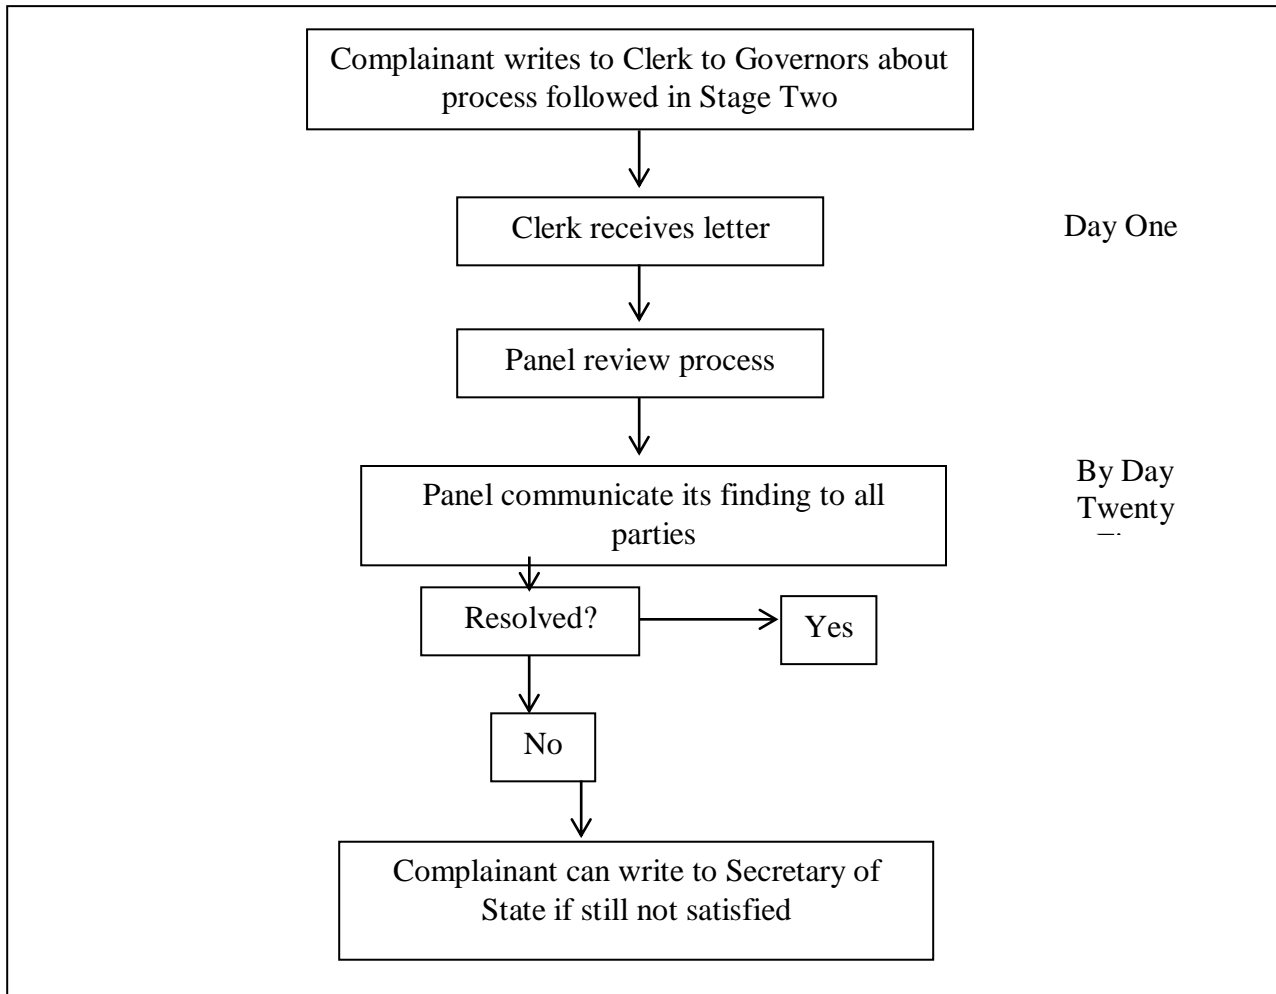 Complainant writes to Clerk to Governors about
process followed in Stage Two
Clerk receives letter
Day One
Panel review process
Panel communicate its finding to all
parties
By Day
Twenty
Resolved?
Yes
No
Complainant can write to Secretary of
State if still not satisfied